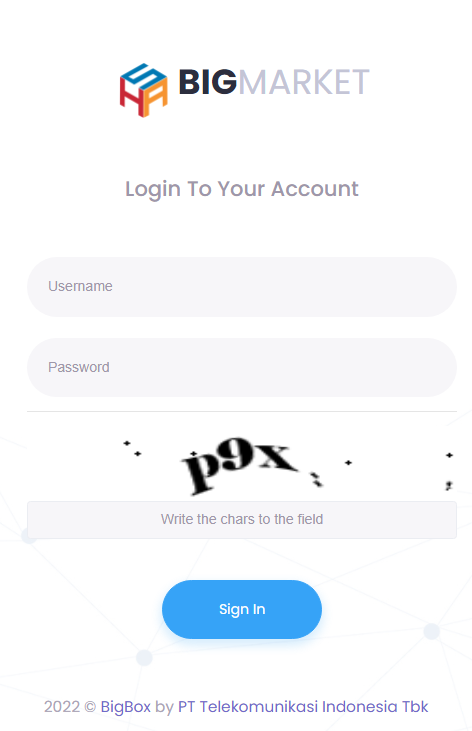 BIGMARKET
Login To Your Account
Username
Password
p9x
Write the chars to the field
Sign In
2022 © BigBox by PT Telekomunikasi Indonesia Tbk